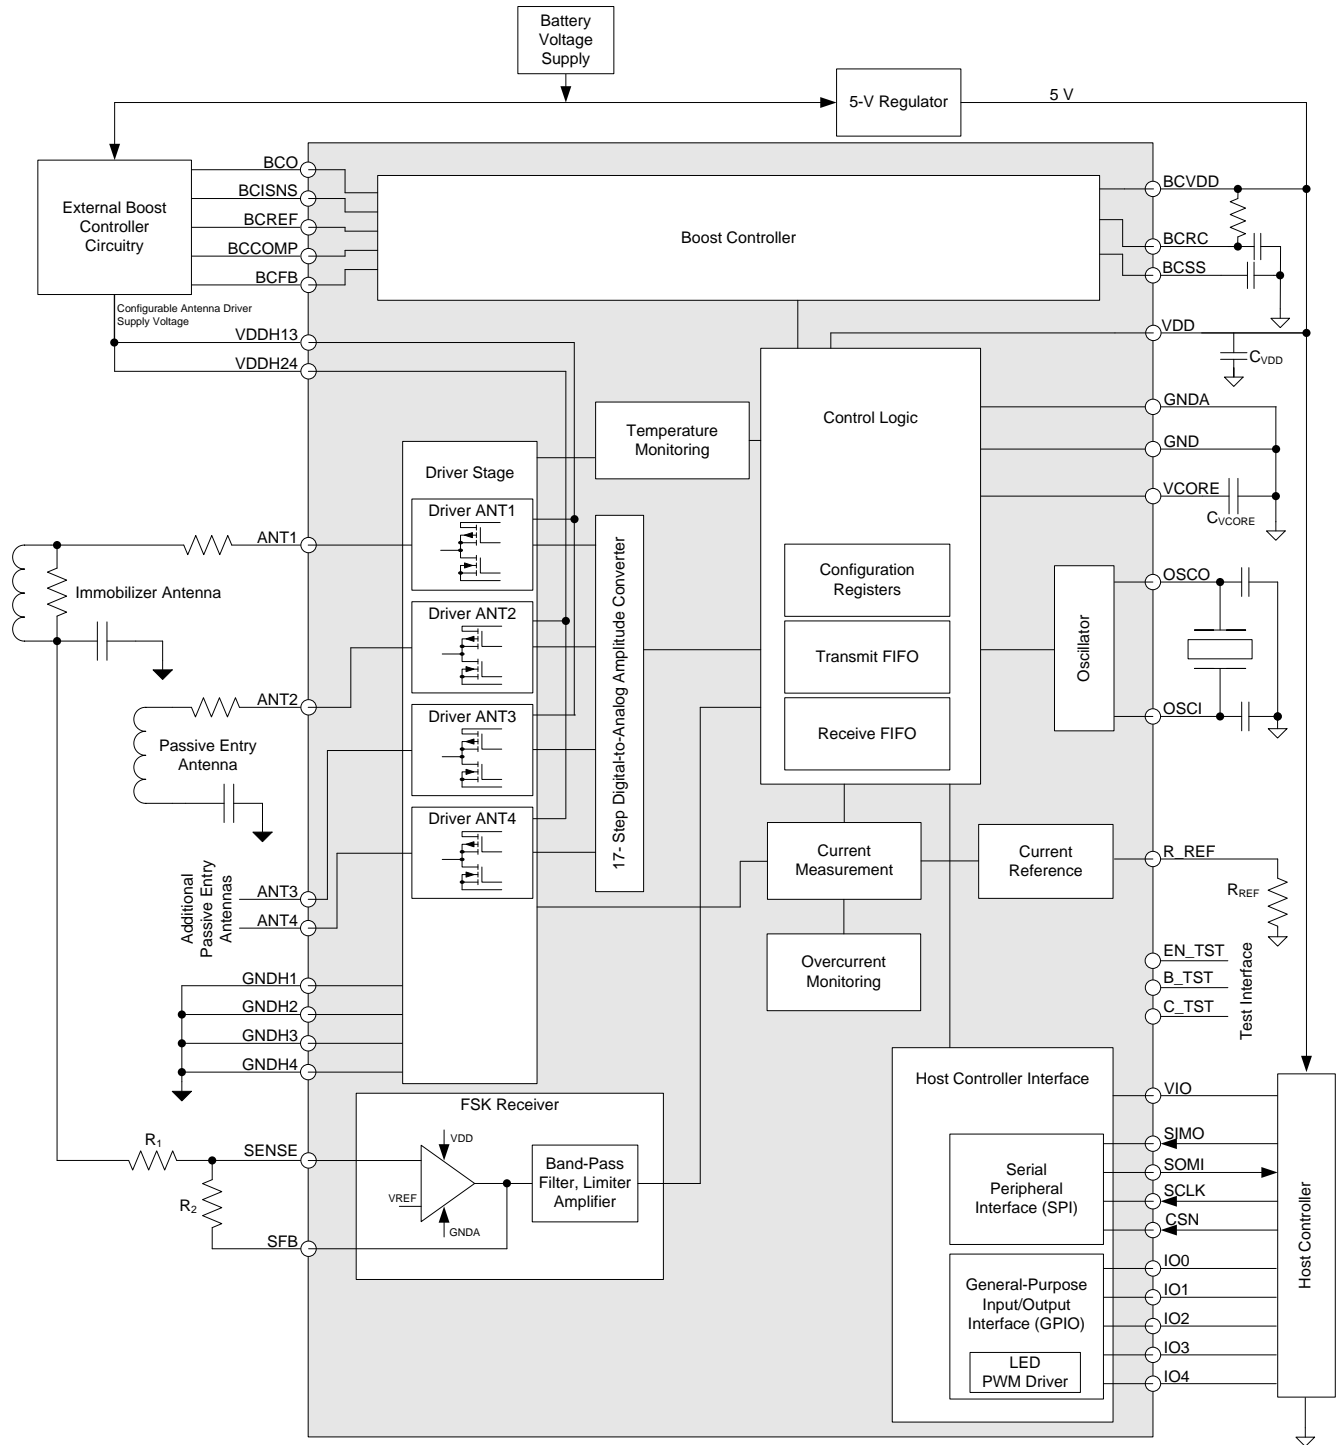 Battery
Voltage
Supply
5-V Regulator
5 V
External Boost
Controller
Circuitry
BCO
BCISNS
BCREF
BCCOMP
BCFB
Boost Controller
BCVDD
BCRC
BCSS
Configurable Antenna Driver
Supply Voltage
VDDH13
VDDH24
VDD
CVDD
Temperature
Monitoring
Control Logic
GNDA
GND
VCORE
CVCORE
Driver Stage
Driver ANT1
Driver ANT2
Driver ANT3
Driver ANT4
17- Step Digital-to-Analog Amplitude Converter
Configuration
Registers
Transmit FIFO
Receive FIFO
Oscillator
OSCO
OSCI
ANT1
Immobilizer Antenna
ANT2
Passive Entry
Antenna
Additional
Passive Entry
Antennas
ANT3
ANT4
Current
Measurement
Current
Reference
R_REF
RREF
Overcurrent
Monitoring
EN_TST
B_TST
C_TST
Test Interface
GNDH1
GNDH2
GNDH3
GNDH4
FSK Receiver
VDD
VREF
GNDA
Band-Pass
Filter, Limiter
Amplifier
R1
R2
SENSE
SFB
Host Controller Interface
Serial
Peripheral
Interface (SPI)
General-Purpose
Input/Output
Interface (GPIO)
LED
PWM Driver
VIO
SIMO
SOMI
SCLK
CSN
IO0
IO1
IO2
IO3
IO4
Host Controller